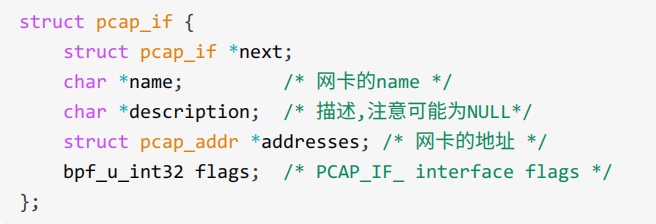 struct pcap_if {
    struct pcap_if *next;
    char *name;         /* 网卡的name */
    char *description;  /* 描述,注意可能为NULL*/
    struct pcap_addr *addresses; /* 网卡的地址 */
    bpf_u_int32 flags;  /* PCAP_IF_ interface flags */
};